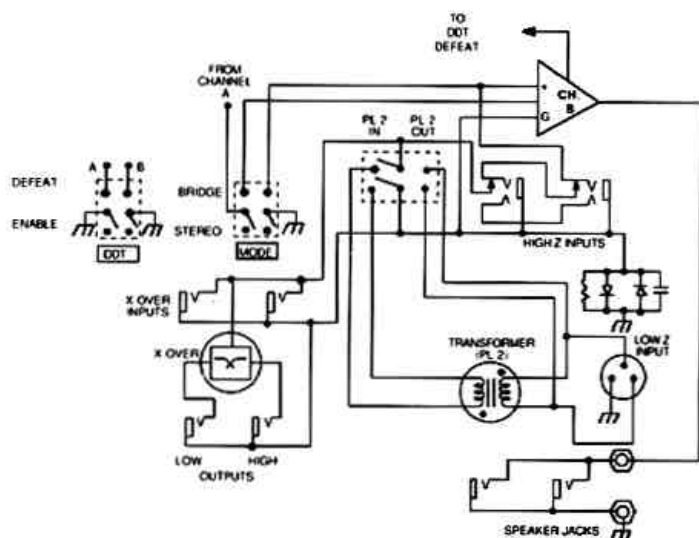 TO
DDT
DEFEAT
FROM
CHANNEL
A
CH.
B
+
G
PL 2
IN
PL 2
OUT
A B
DEFEAT
ENABLE
DDT
BRIDGE
STEREO
MODE
HIGH Z INPUTS
X OVER
INPUTS
X OVER
TRANSFORMER
(PL 2)
LOW Z
INPUT
LOW HIGH
OUTPUTS
SPEAKER JACKS